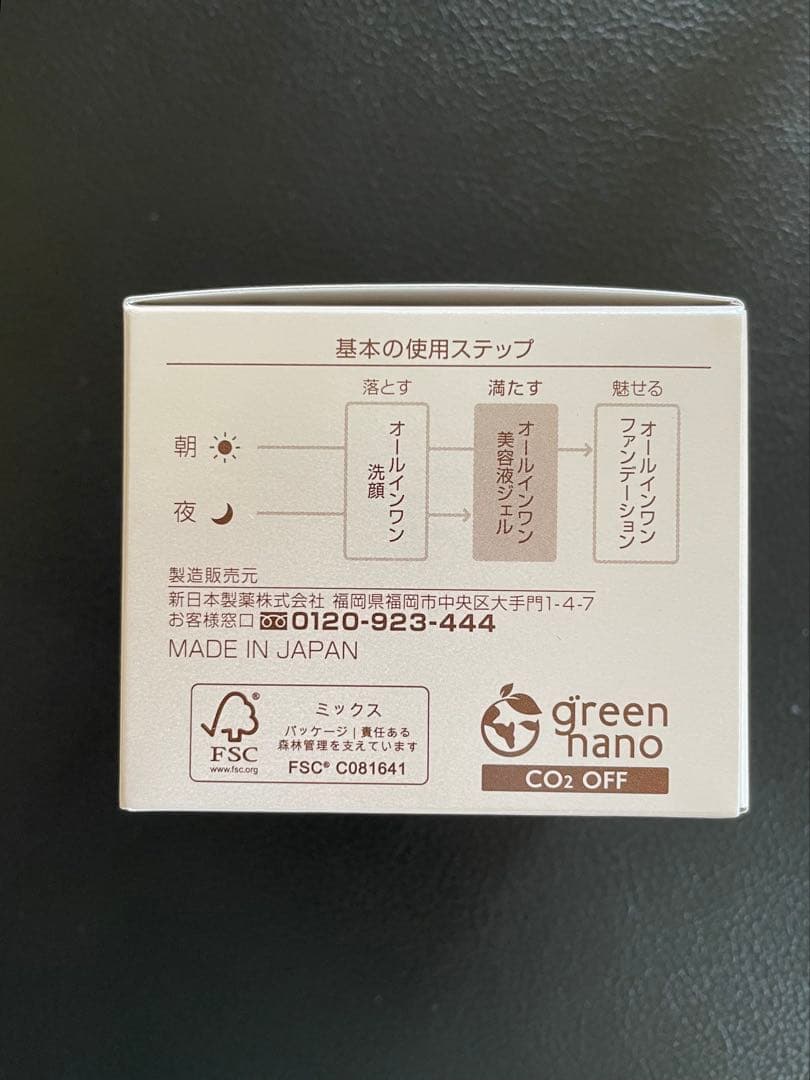 基本の使用ステップ
落とす 満たす 魅せる
朝
夜
オールインワン
洗顔
オールインワン
美容液ジェル
オールインワン
ファンデーション
製造販売元
新日本製薬株式会社 福岡県福岡市中央区大手門1-4-7
お客様窓口 0120-923-444
MADE IN JAPAN
FSC®
www.fsc.org
ミックス
パッケージ | 責任ある
森林管理を支えています
FSC® C081641
green
nano
CO2 OFF